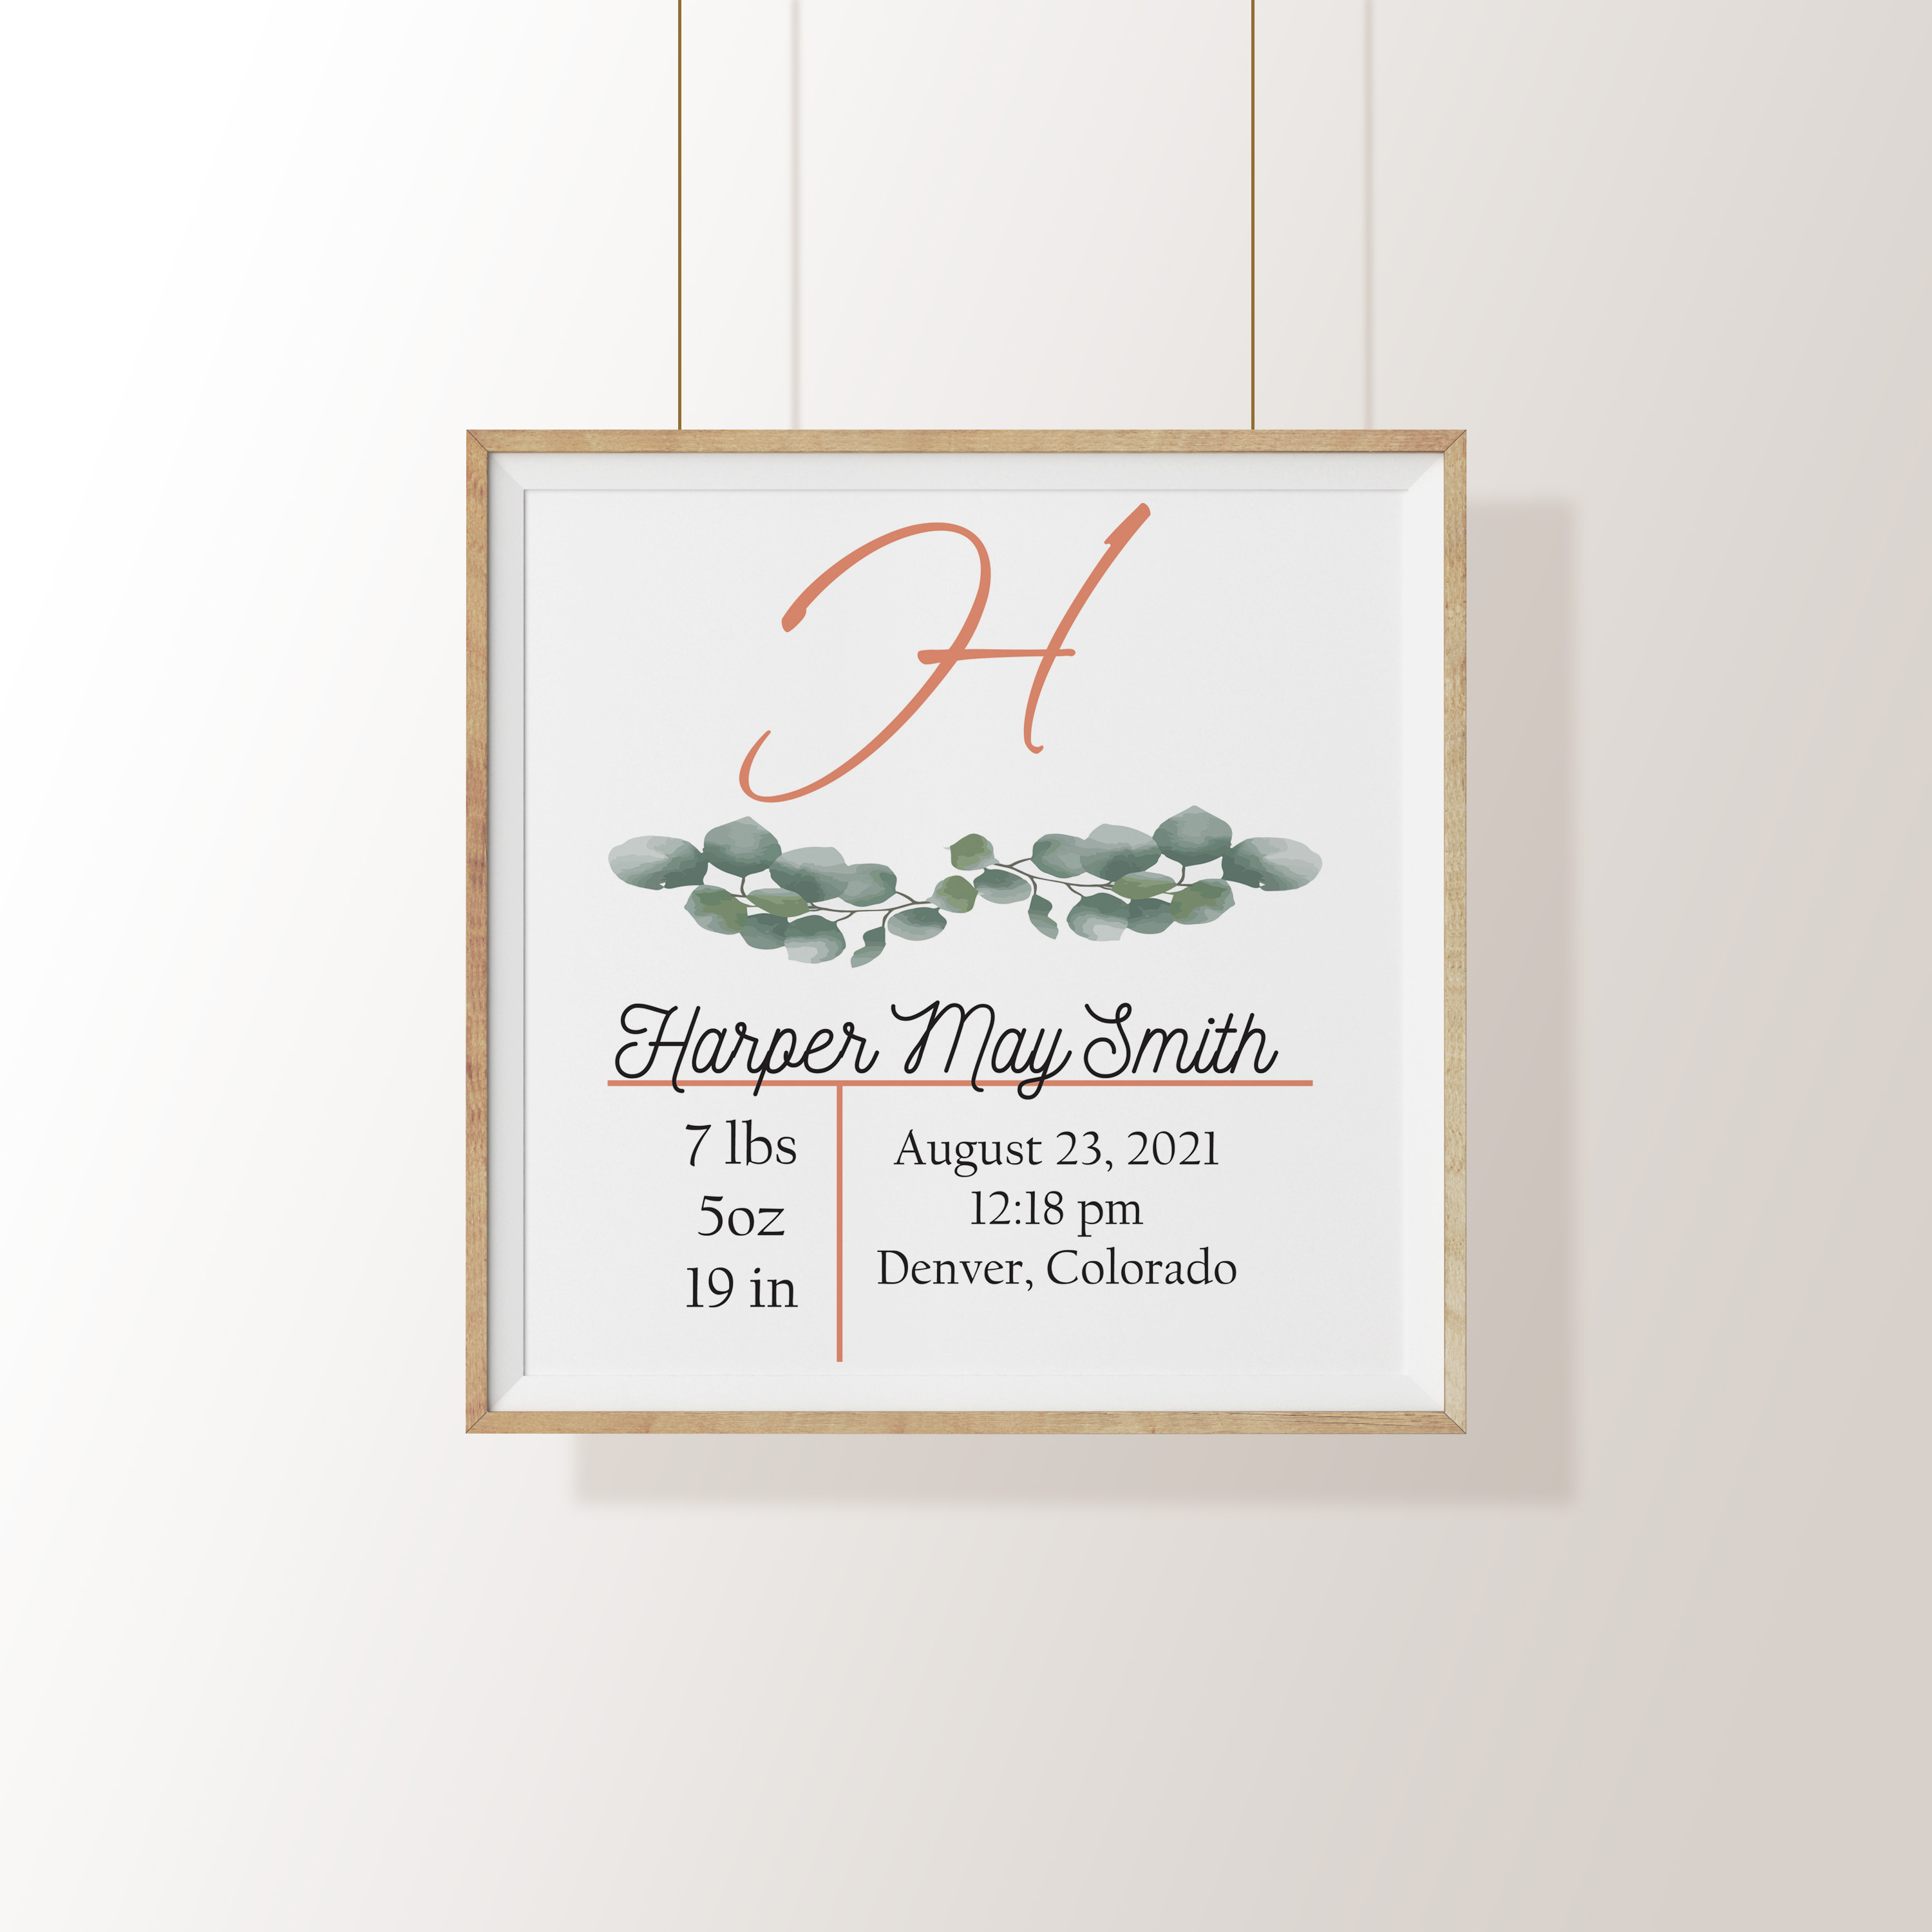 H
Harper May Smith
7 lbs
5oz
19 in
August 23, 2021
12:18 pm
Denver, Colorado